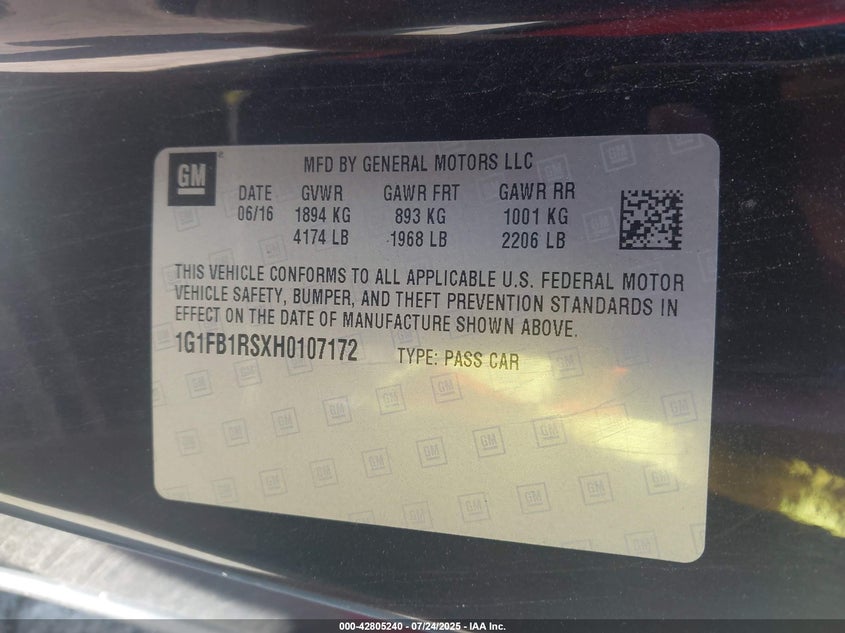 GM
MFD BY GENERAL MOTORS LLC
DATE GVWR GAWR FRT GAWR RR
06/16 1894 KG 893 KG 1001 KG
4174 LB 1968 LB 2206 LB
THIS VEHICLE CONFORMS TO ALL APPLICABLE U.S. FEDERAL MOTOR
VEHICLE SAFETY, BUMPER, AND THEFT PREVENTION STANDARDS IN
EFFECT ON THE DATE OF MANUFACTURE SHOWN ABOVE.
1G1FB1RSXH0107172 TYPE: PASS CAR
000-42805240 - 07/24/2025 - IAA Inc.